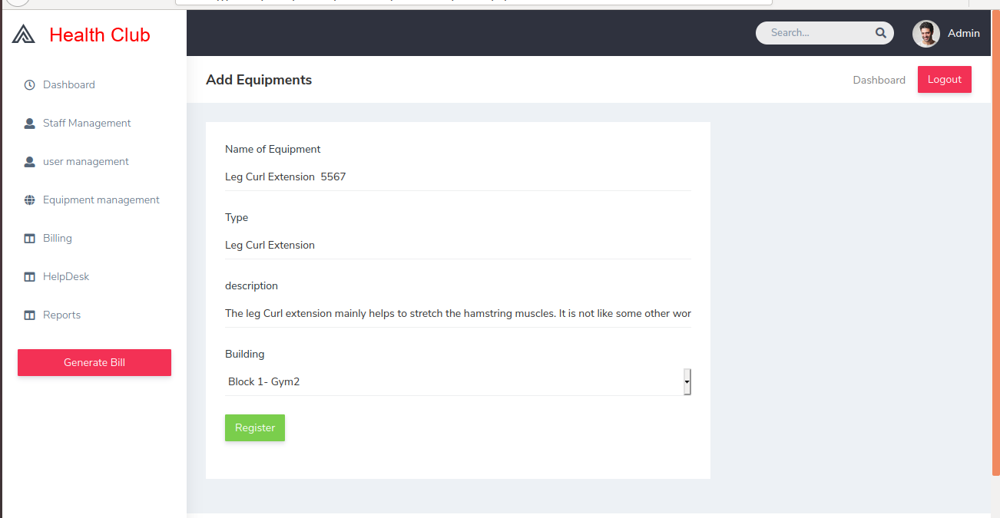 Health Club
Search...
Admin
Dashboard
Staff Management
user management
Equipment management
Billing
HelpDesk
Reports
Generate Bill
Add Equipments
Dashboard
Logout
Name of Equipment
Leg Curl Extension 5567
Type
Leg Curl Extension
description
The leg Curl extension mainly helps to stretch the hamstring muscles. It is not like some other wor
Building
Block 1- Gym2
Register